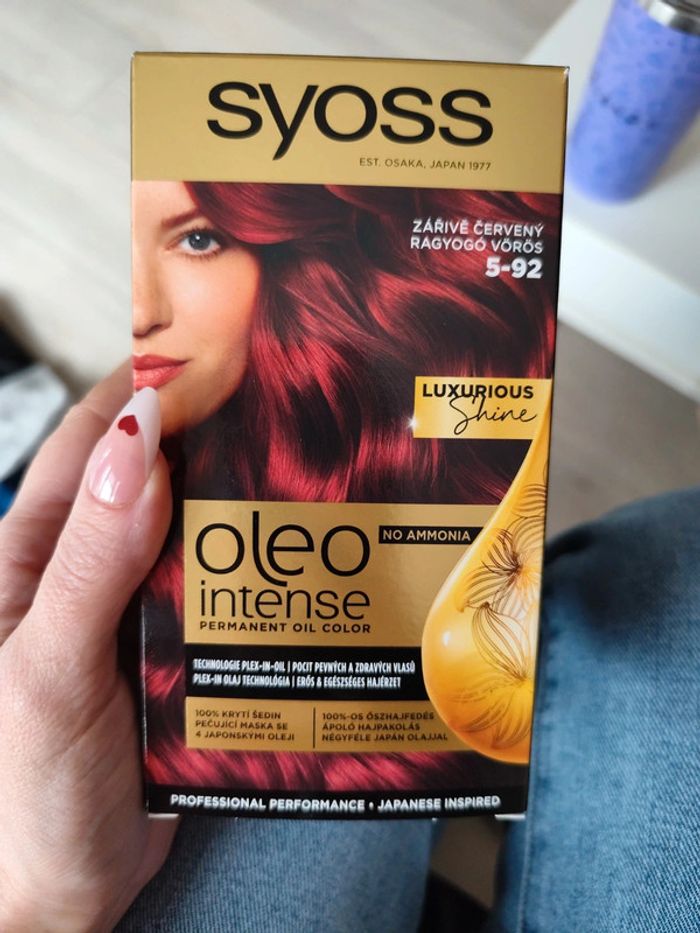 syoss
EST. OSAKA, JAPAN 1977
ZÁŘIVĚ ČERVENÝ
RAGYOGÓ VÖRÖS
5-92
LUXURIOUS
Shine
oleo
NO AMMONIA
intense
PERMANENT OIL COLOR
TECHNOLOGIE PLEX-IN-OIL | POCIT PEVNÝCH A ZDRAVÝCH VLASŮ
PLEX-IN OLAJ TECHNOLÓGIA | ERŐS & EGÉSZSÉGES HAJÉRZET
100% KRYTÍ ŠEDIN
PEČUJÍCÍ MASKA SE
4 JAPONSKÝMI OLEJI
100%-OS ŐSZHAJFEDÉS
ÁPOLÓ HAJPAKOLÁS
NÉGYFÉLE JAPÁN OLAJJAL
PROFESSIONAL PERFORMANCE • JAPANESE INSPIRED